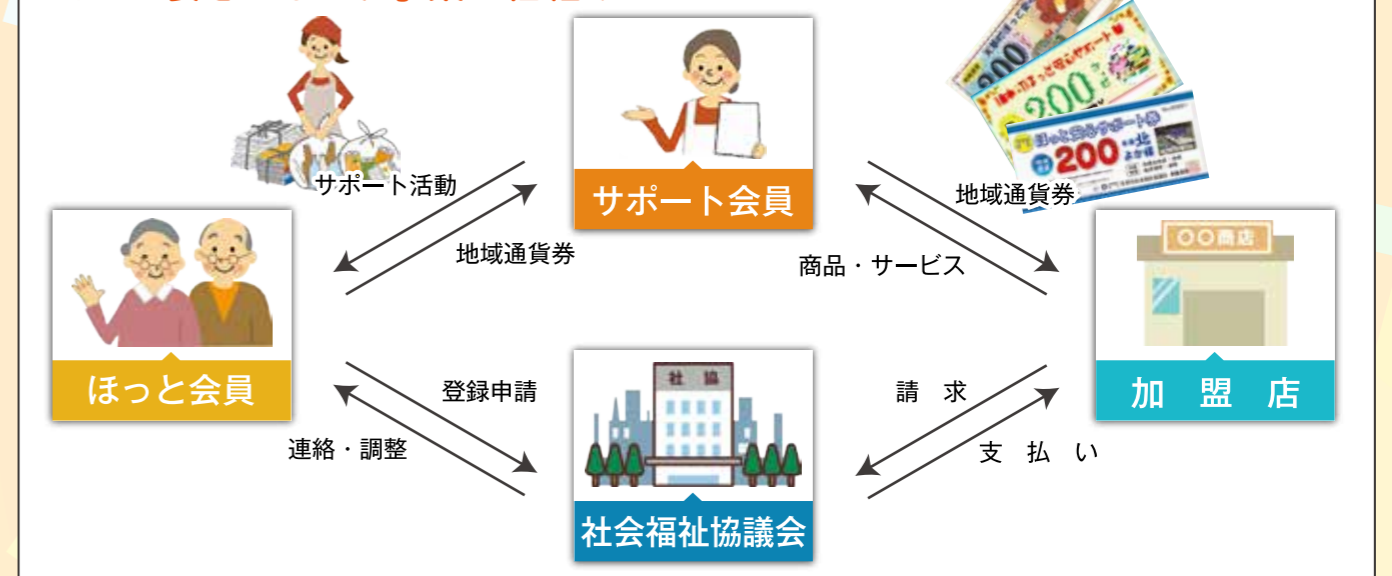 サポート会員
サポート活動
地域通貨券
地域通貨券
商品・サービス
200
200
ほっと安心サポート券
200
〇〇商店
ほっと会員
加盟店
登録申請
連絡・調整
社協
請求
支払い
社会福祉協議会